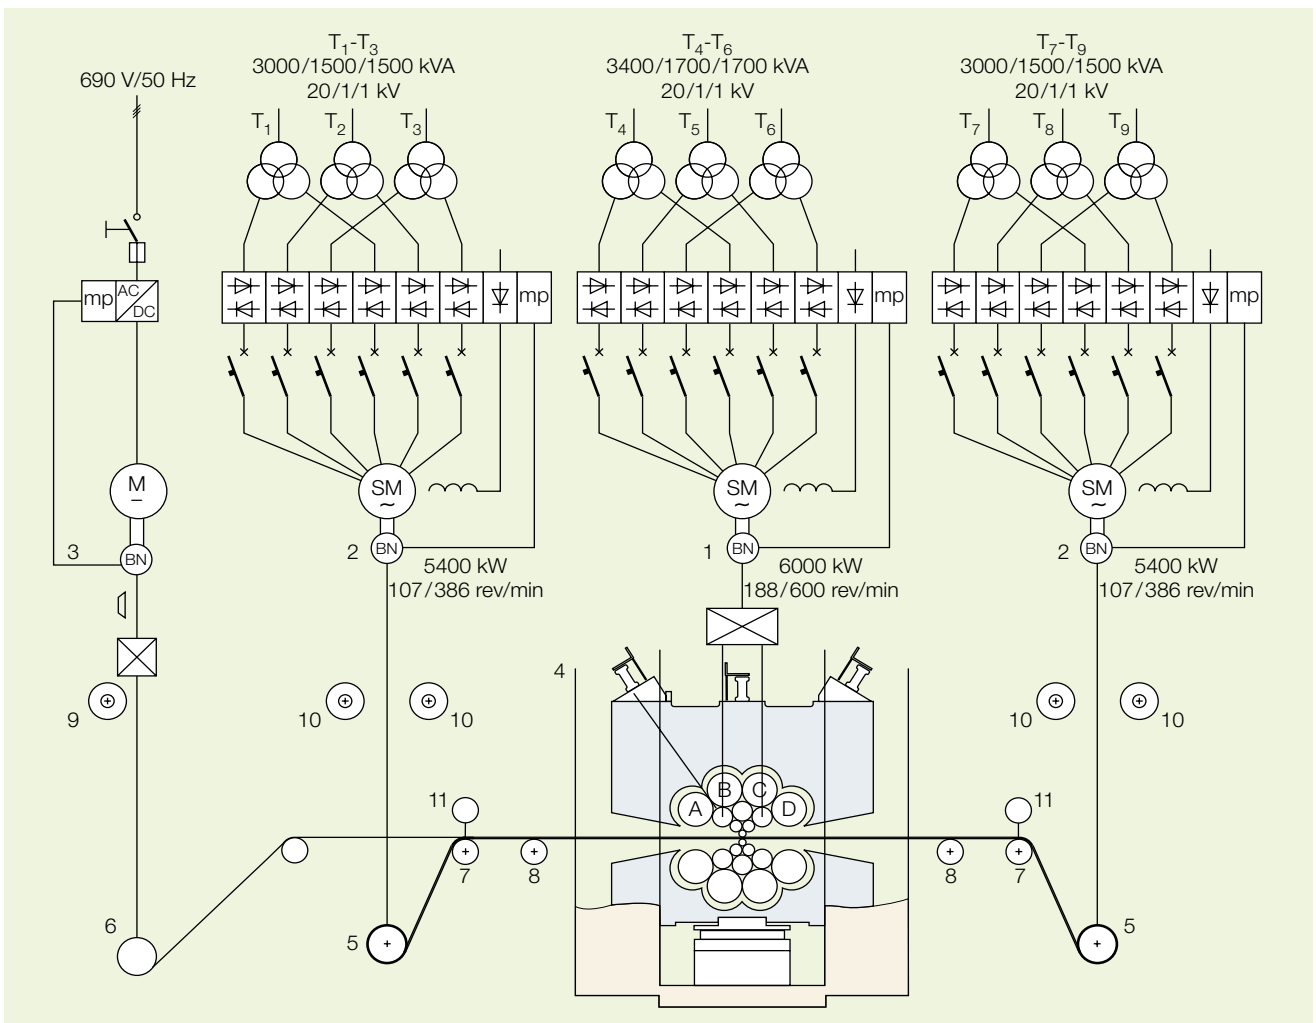 T1-T3
3000/1500/1500 kVA
20/1/1 kV
T4-T6
3400/1700/1700 kVA
20/1/1 kV
T7-T9
3000/1500/1500 kVA
20/1/1 kV
690 V/50 Hz
T1 T2 T3
T4 T5 T6
T7 T8 T9
mp AC
DC
mp
mp
mp
M
–
SM
~
SM
~
SM
~
3 BN
2 BN
1 BN
2 BN
5400 kW
107/386 rev/min
6000 kW
188/600 rev/min
5400 kW
107/386 rev/min
4
9
10 10
10 10
A B C D
11
11
7 8
8 7
6
5
5